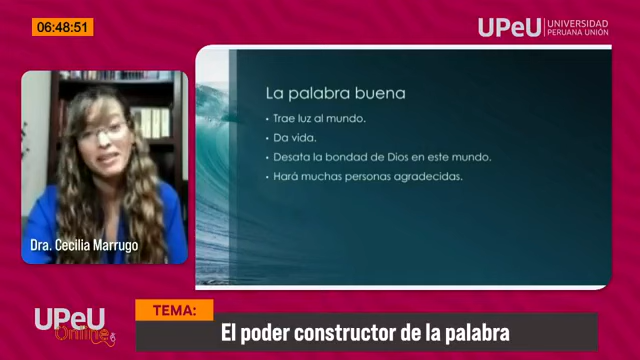 06:48:51
UPeU UNIVERSIDAD
PERUANA UNIÓN
La palabra buena
• Trae luz al mundo.
• Da vida.
• Desata la bondad de Dios en este mundo.
• Hará muchas personas agradecidas.
Dra. Cecilia Marrugo
UPeU
Online
TEMA:
El poder constructor de la palabra